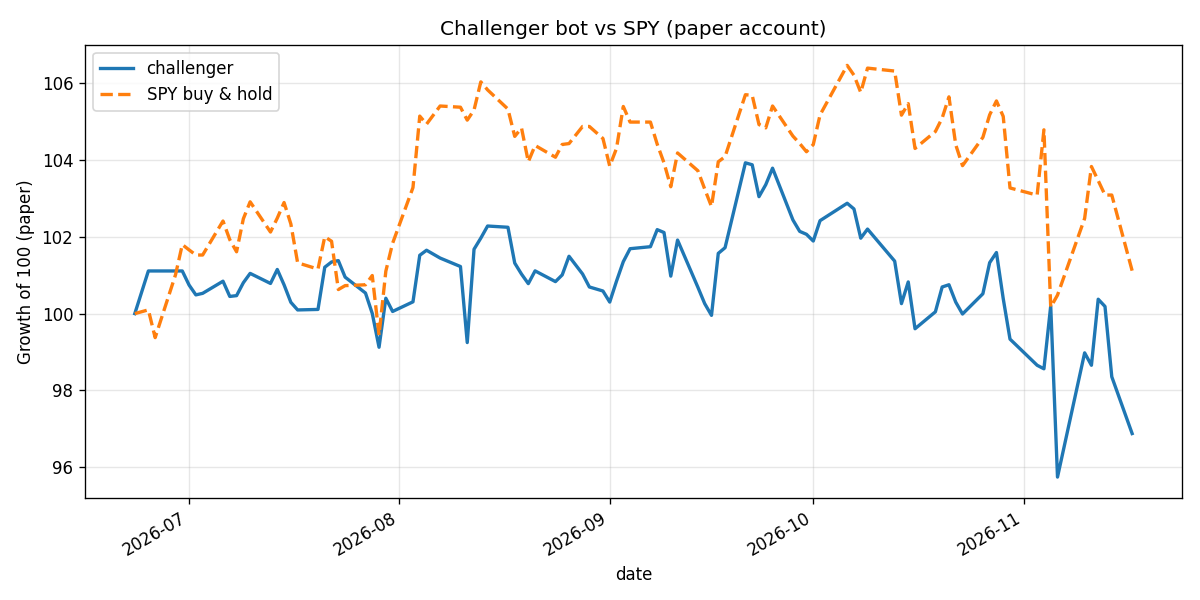 Challenger bot vs SPY (paper account)
challenger
SPY buy & hold
Growth of 100 (paper)
106
104
102
100
98
96
2026-07
2026-08
2026-09
2026-10
2026-11
date